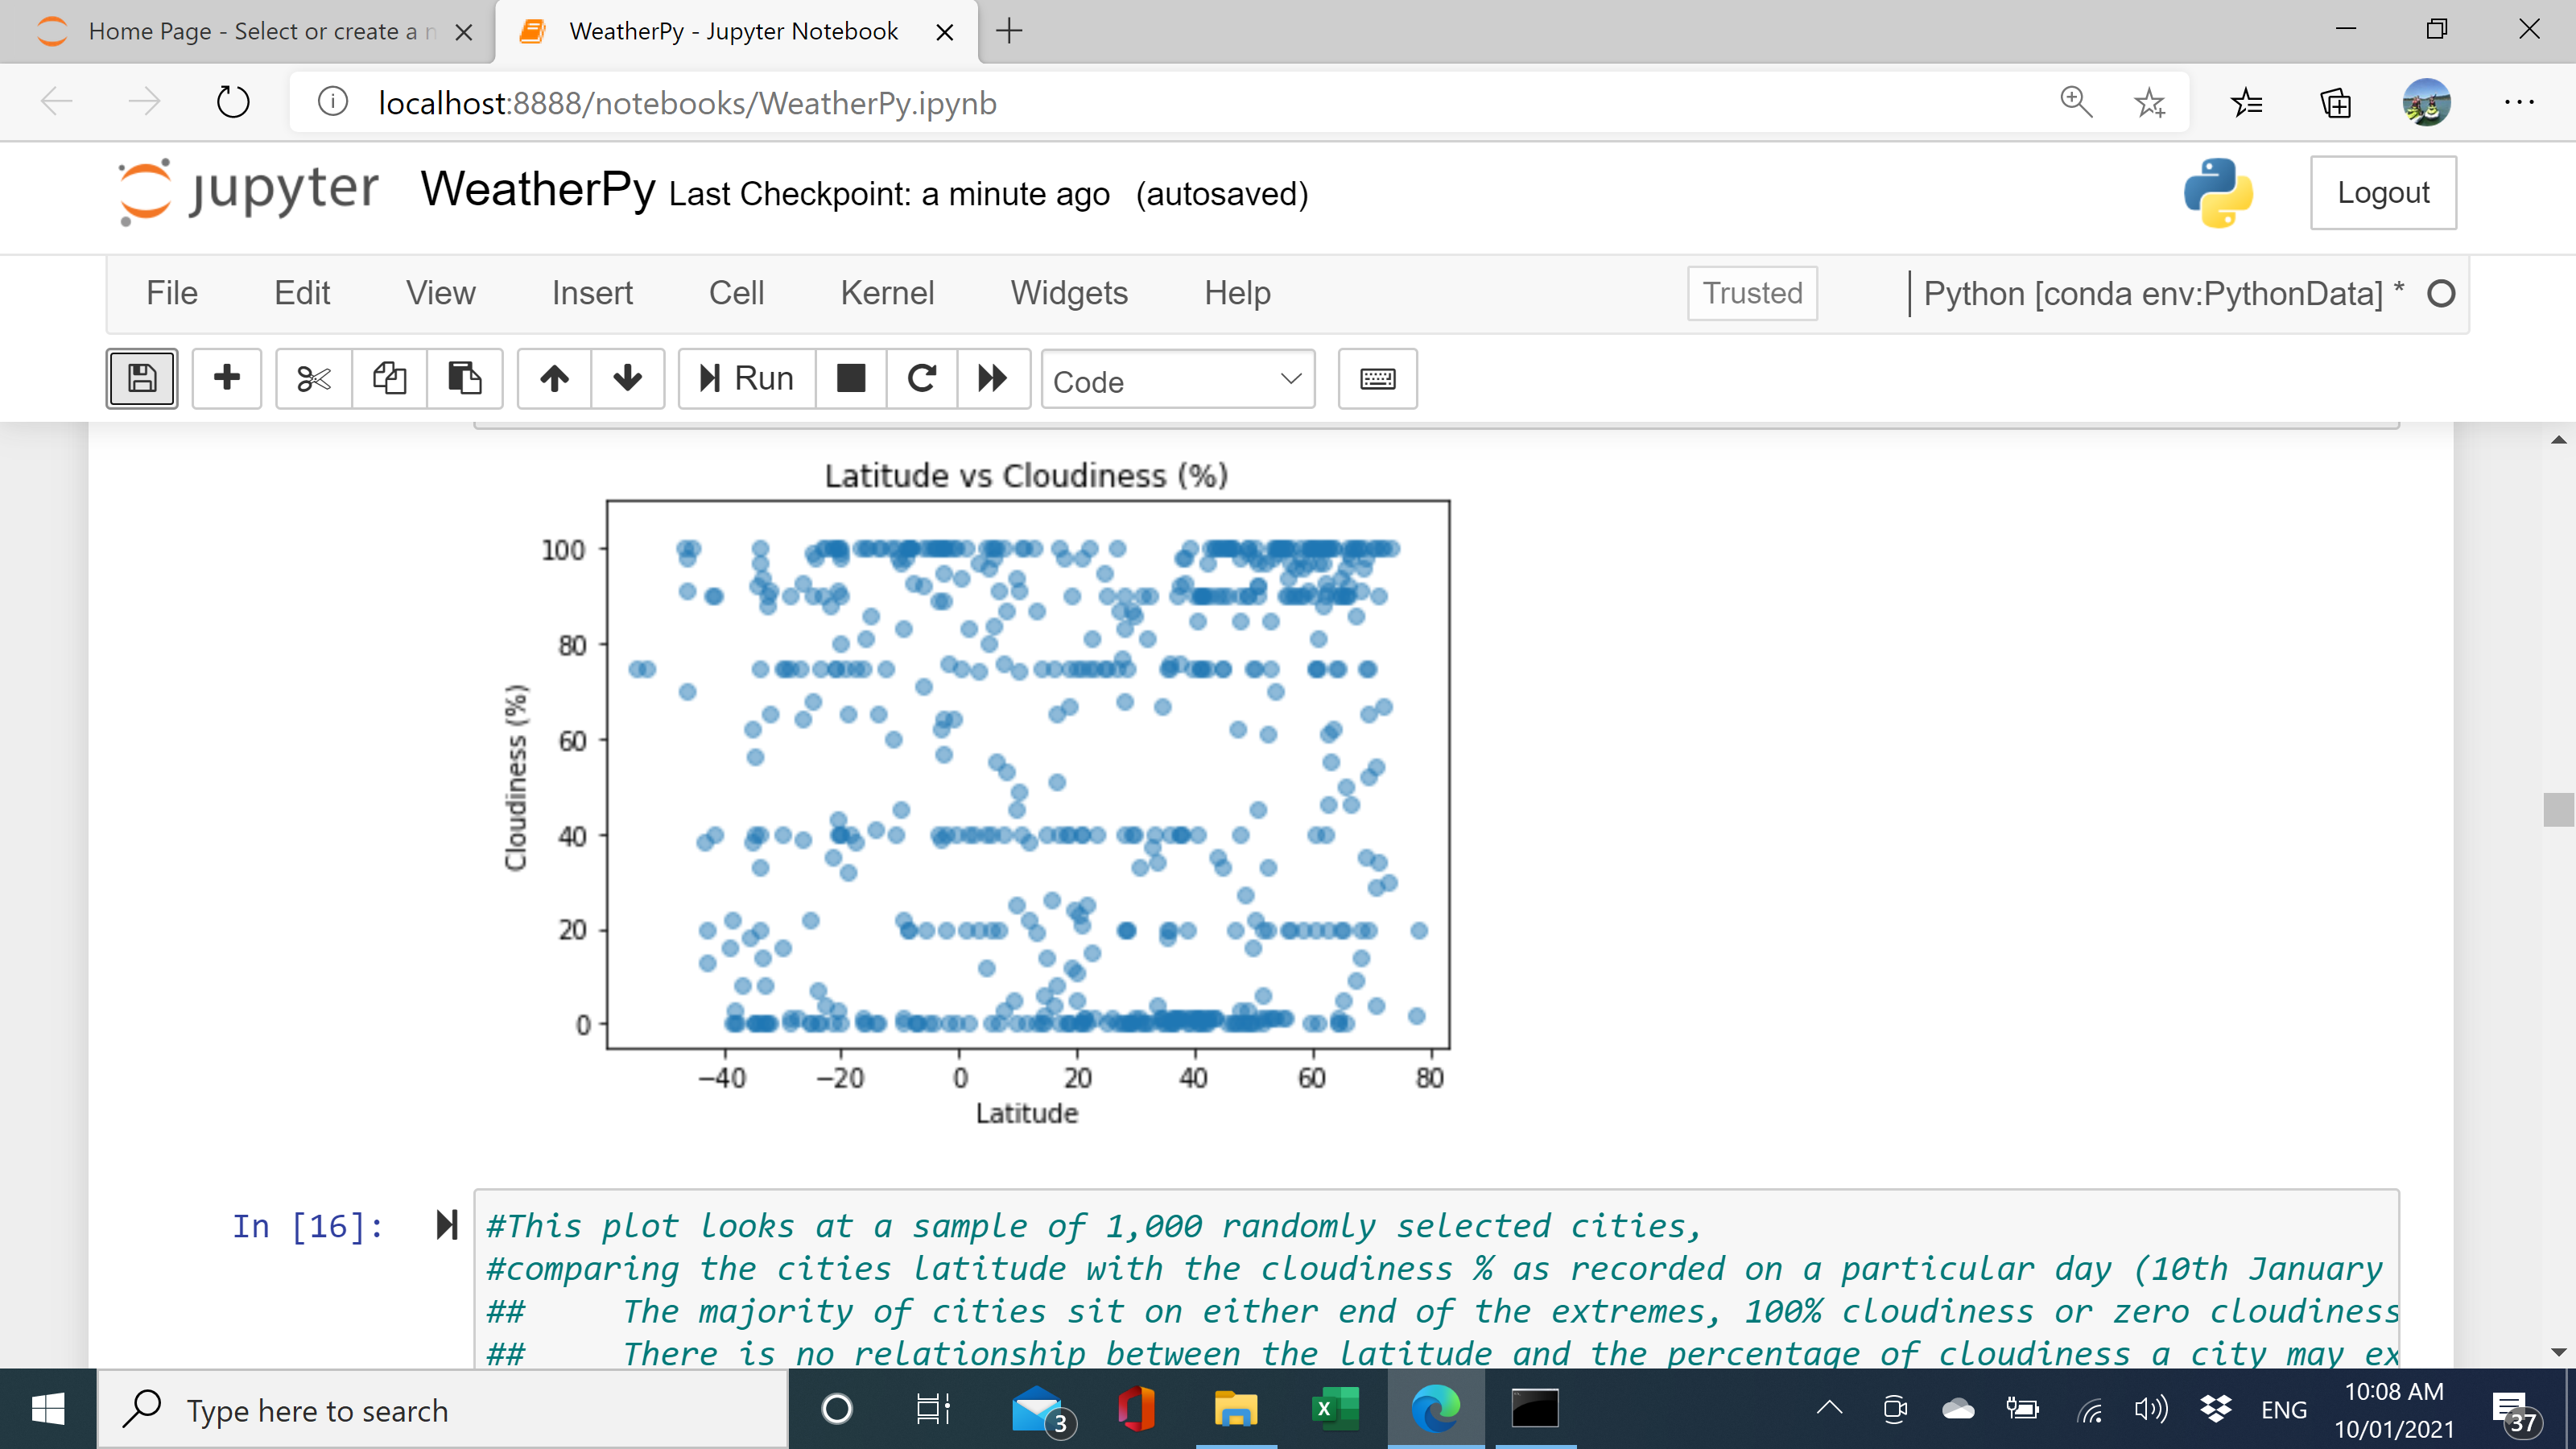 Home Page - Select or create a n
WeatherPy - Jupyter Notebook
localhost:8888/notebooks/WeatherPy.ipynb
jupyter WeatherPy Last Checkpoint: a minute ago (autosaved)
Logout
File Edit View Insert Cell Kernel Widgets Help
Trusted
Python [conda env:PythonData] *
Run
Code
Latitude vs Cloudiness (%)
100
80
60
40
20
0
Cloudiness (%)
−40 −20 0 20 40 60 80
Latitude
In [16]:
#This plot looks at a sample of 1,000 randomly selected cities,
#comparing the cities latitude with the cloudiness % as recorded on a particular day (10th January
## The majority of cities sit on either end of the extremes, 100% cloudiness or zero cloudiness
## There is no relationship between the latitude and the percentage of cloudiness a city may ex
Type here to search
3
X
ENG
10:08 AM
10/01/2021
37